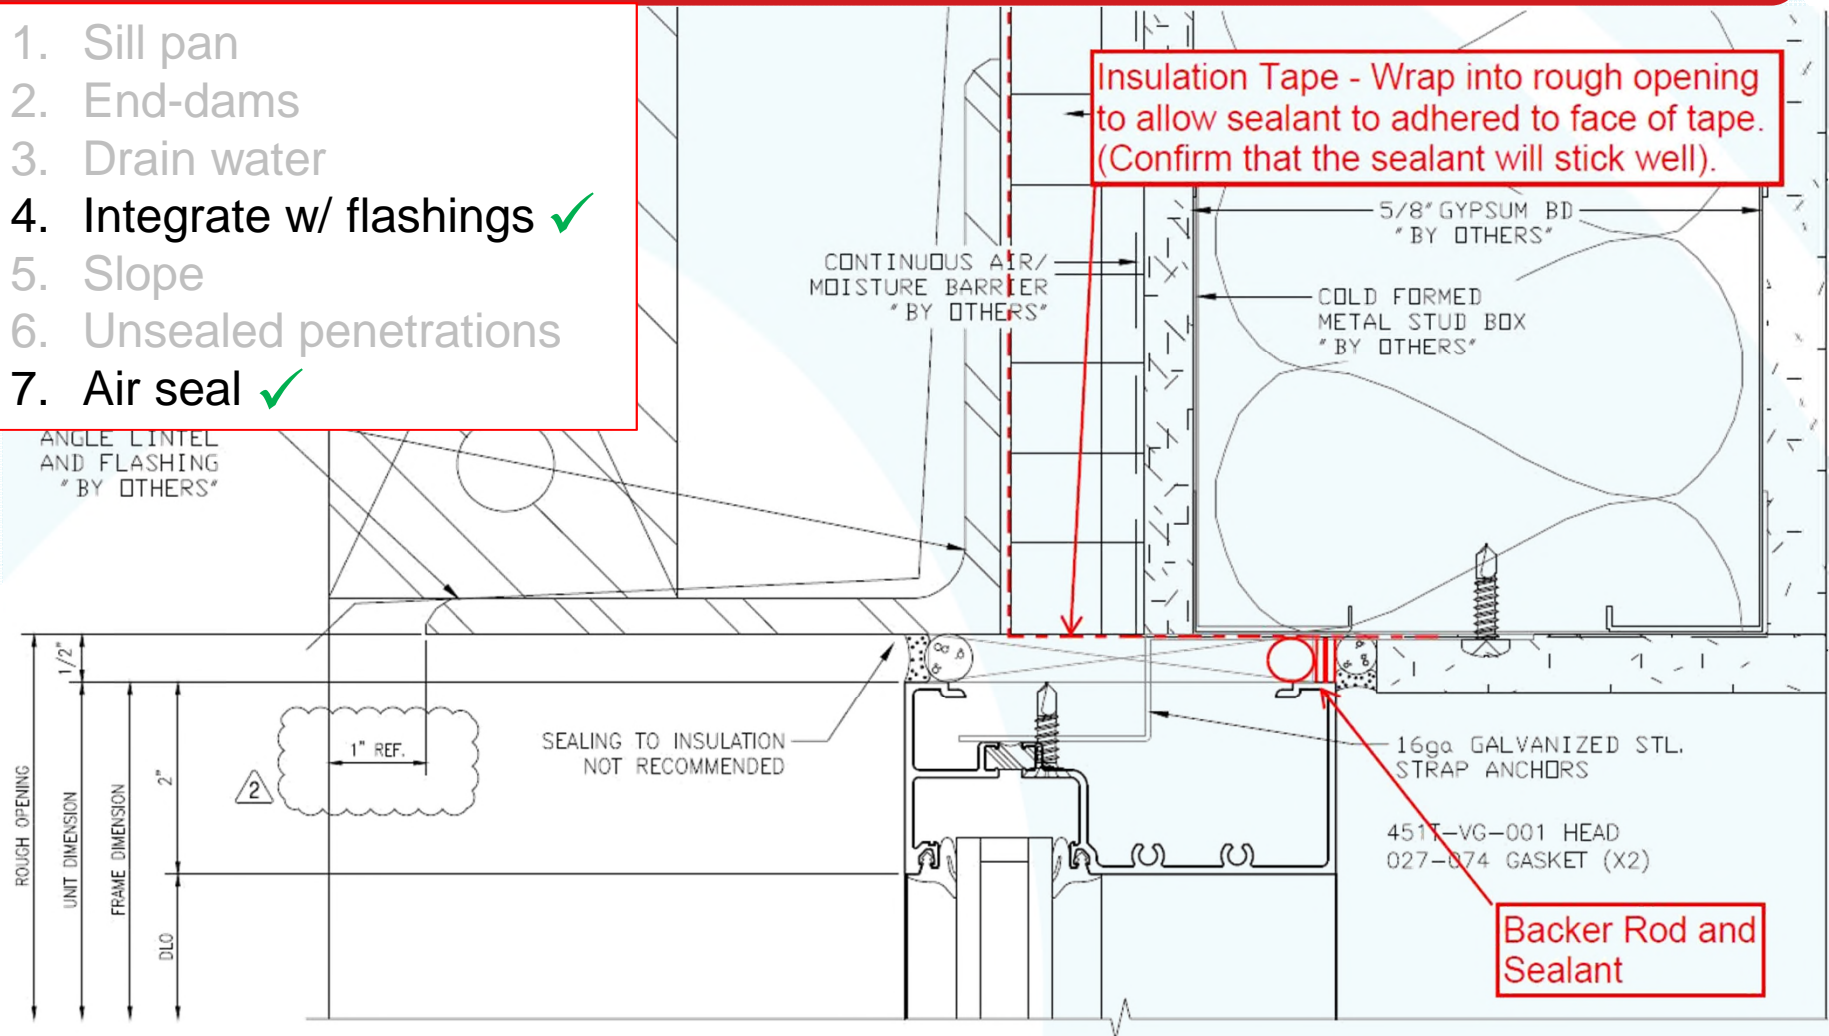 1. Sill pan
2. End-dams
3. Drain water
4. Integrate w/ flashings ✓
5. Slope
6. Unsealed penetrations
7. Air seal ✓
Insulation Tape - Wrap into rough opening
to allow sealant to adhered to face of tape.
(Confirm that the sealant will stick well).
5/8" GYPSUM BD
"BY OTHERS"
CONTINUOUS AIR/
MOISTURE BARRIER
"BY OTHERS"
COLD FORMED
METAL STUD BOX
"BY OTHERS"
ANGLE LINTEL
AND FLASHING
"BY OTHERS"
1/2"
1" REF.
2
2"
SEALING TO INSULATION
NOT RECOMMENDED
16ga GALVANIZED STL.
STRAP ANCHORS
451T-VG-001 HEAD
027-074 GASKET (X2)
ROUGH OPENING
UNIT DIMENSION
FRAME DIMENSION
DLO
Backer Rod and
Sealant